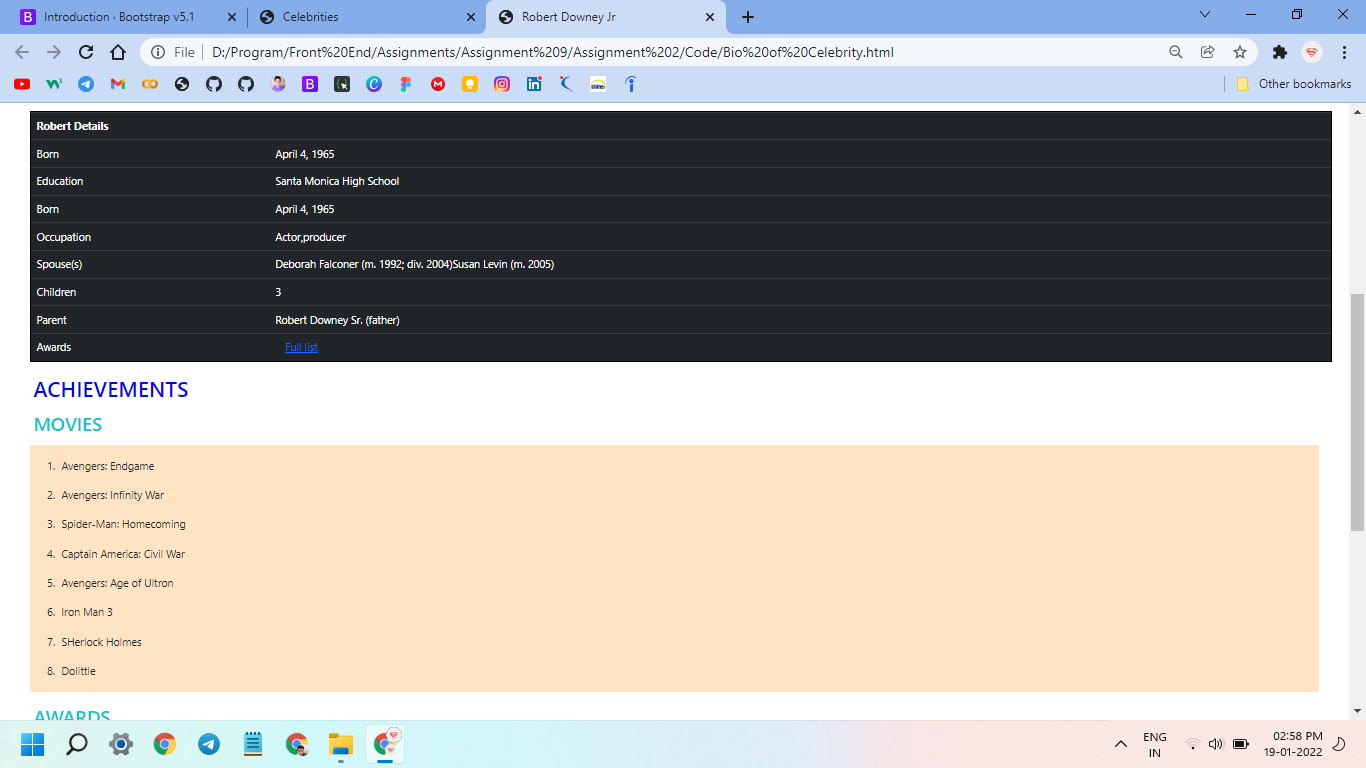 Introduction · Bootstrap v5.1
Celebrities
Robert Downey Jr
File D:/Program/Front%20End/Assignments/Assignment%209/Assignment%202/Code/Bio%20of%20Celebrity.html
Other bookmarks
Robert Details
Born April 4, 1965
Education Santa Monica High School
Born April 4, 1965
Occupation Actor,producer
Spouse(s) Deborah Falconer (m. 1992; div. 2004)Susan Levin (m. 2005)
Children 3
Parent Robert Downey Sr. (father)
Awards Full list
ACHIEVEMENTS
MOVIES
1. Avengers: Endgame
2. Avengers: Infinity War
3. Spider-Man: Homecoming
4. Captain America: Civil War
5. Avengers: Age of Ultron
6. Iron Man 3
7. SHerlock Holmes
8. Dolittle
AWARDS
ENG
IN
02:58 PM
19-01-2022